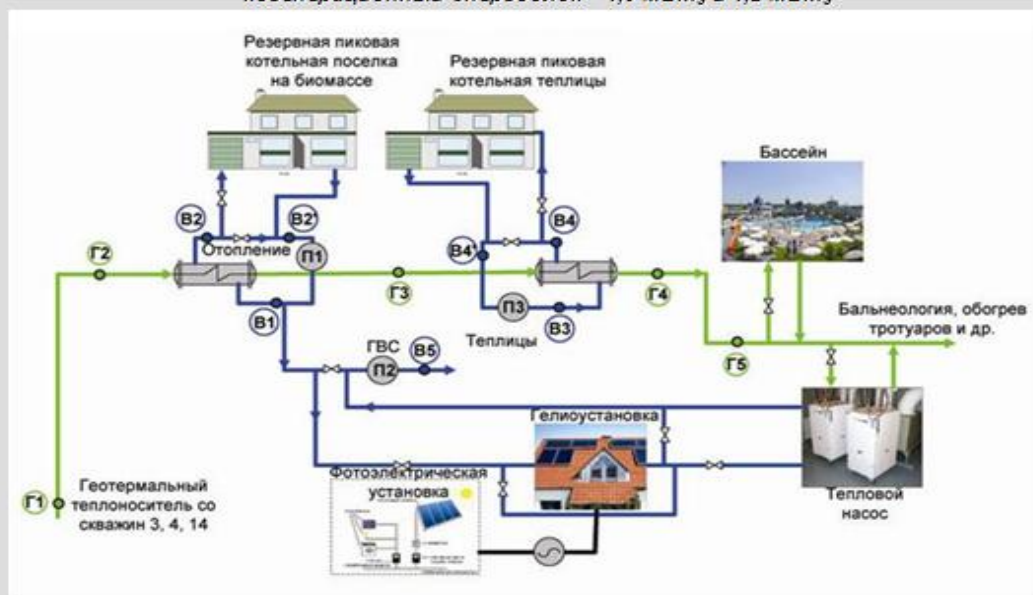 Резервная пиковая
котельная поселка
на биомассе
Резервная пиковая
котельная теплицы
Бассейн
В2
В2'
В4
Отопление
П1
В4'
Г2
Г3
Г4
В1
П3
В3
Бальнеология, обогрев
тротуаров и др.
Теплицы
ГВС
В5
П2
Г5
Гелиоустановка
Фотоэлектрическая
установка
Г1
Геотермальный
теплоноситель со
скважин 3, 4, 14
Тепловой
насос